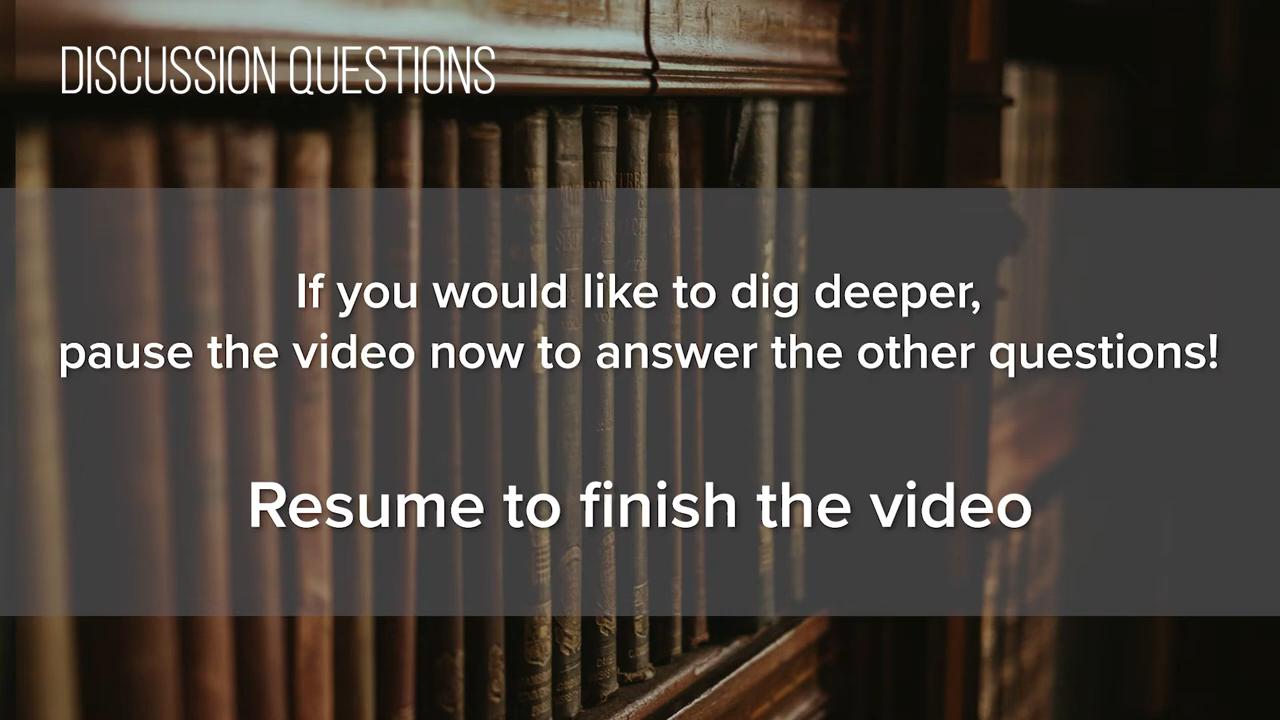 DISCUSSION QUESTIONS
If you would like to dig deeper,
pause the video now to answer the other questions!
Resume to finish the video